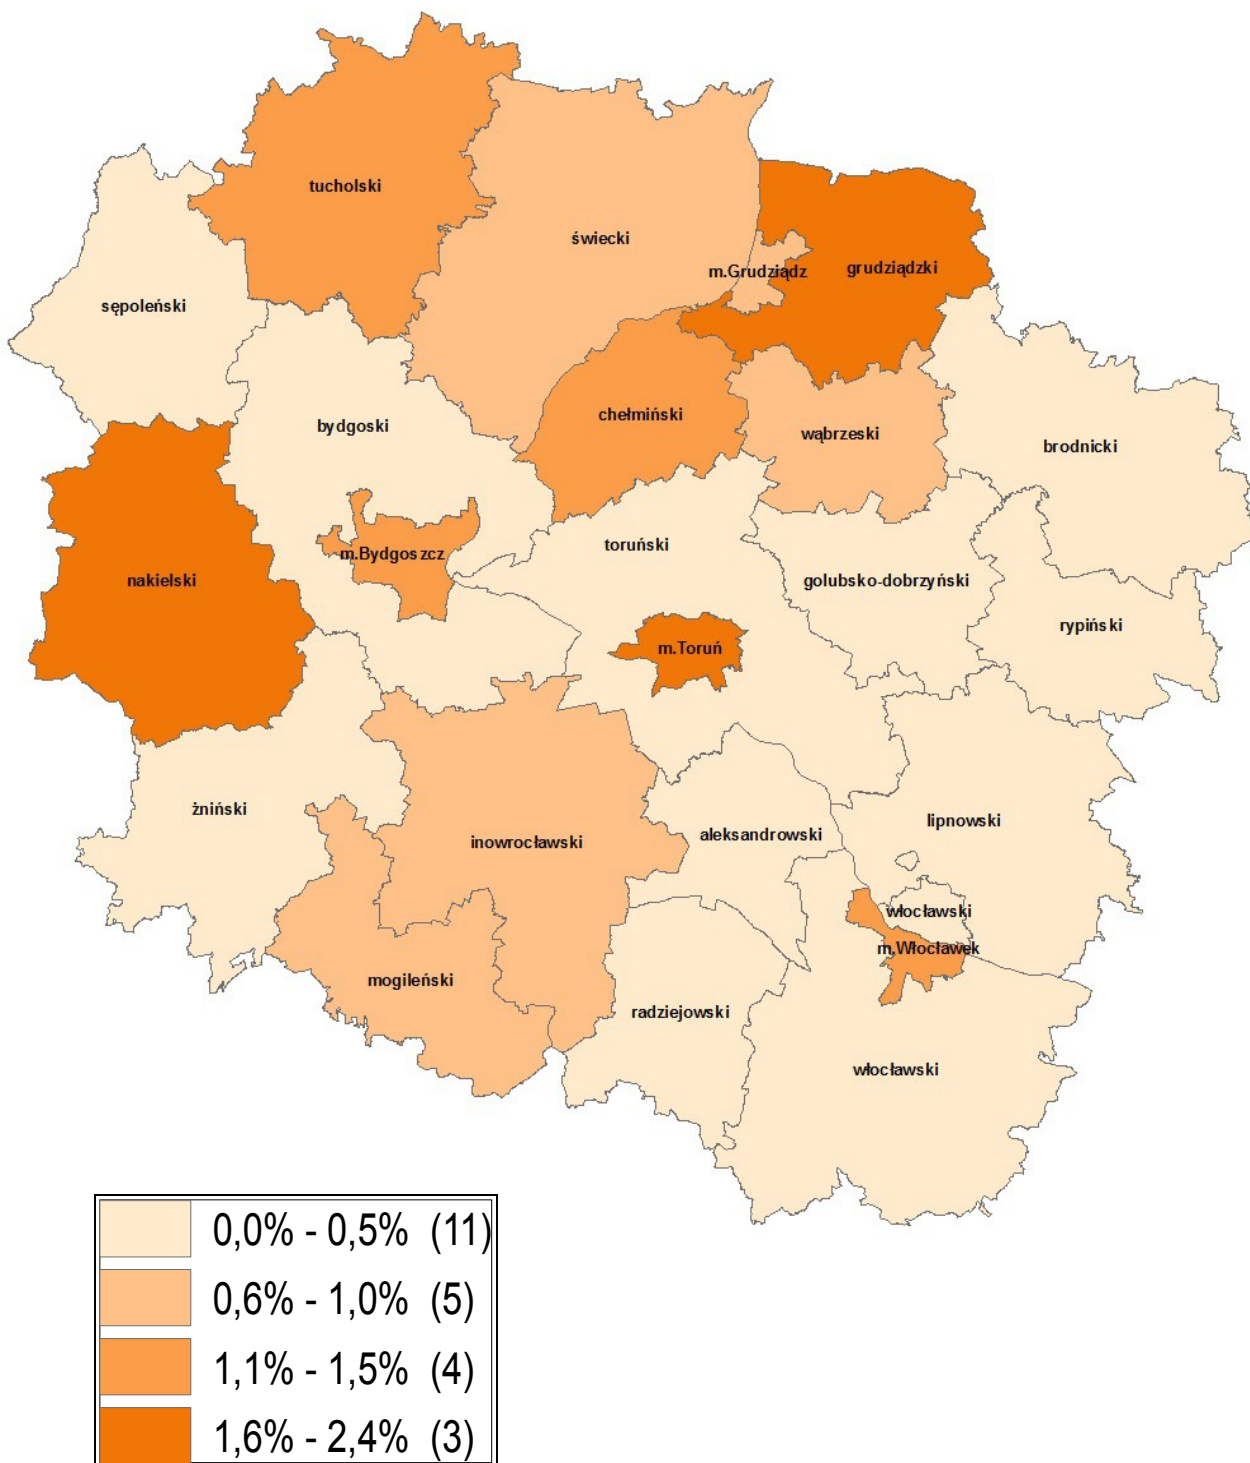 tucholski
świecki
m.Grudziądz
grudziądzki
sępoleński
chełmiński
bydgoski
wąbrzeski
brodnicki
toruński
m.Bydgoszcz
nakielski
golubsko-dobrzyński
rypiński
m.Toruń
żniński
lipnowski
aleksandrowski
inowrocławski
włocławski
m.Włocławek
mogileński
radziejowski
włocławski
0,0% - 0,5% (11)
0,6% - 1,0% (5)
1,1% - 1,5% (4)
1,6% - 2,4% (3)